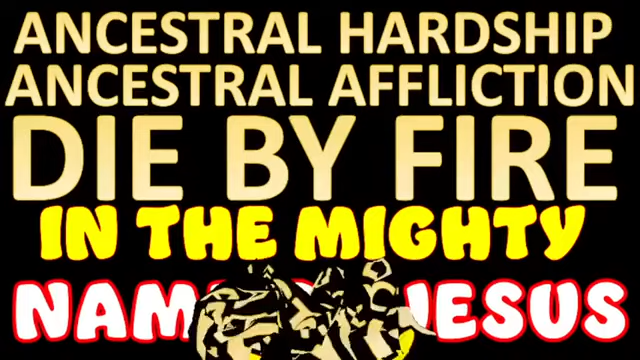 ANCESTRAL HARDSHIP
ANCESTRAL AFFLICTION
DIE BY FIRE
IN THE MIGHTY
JESUS